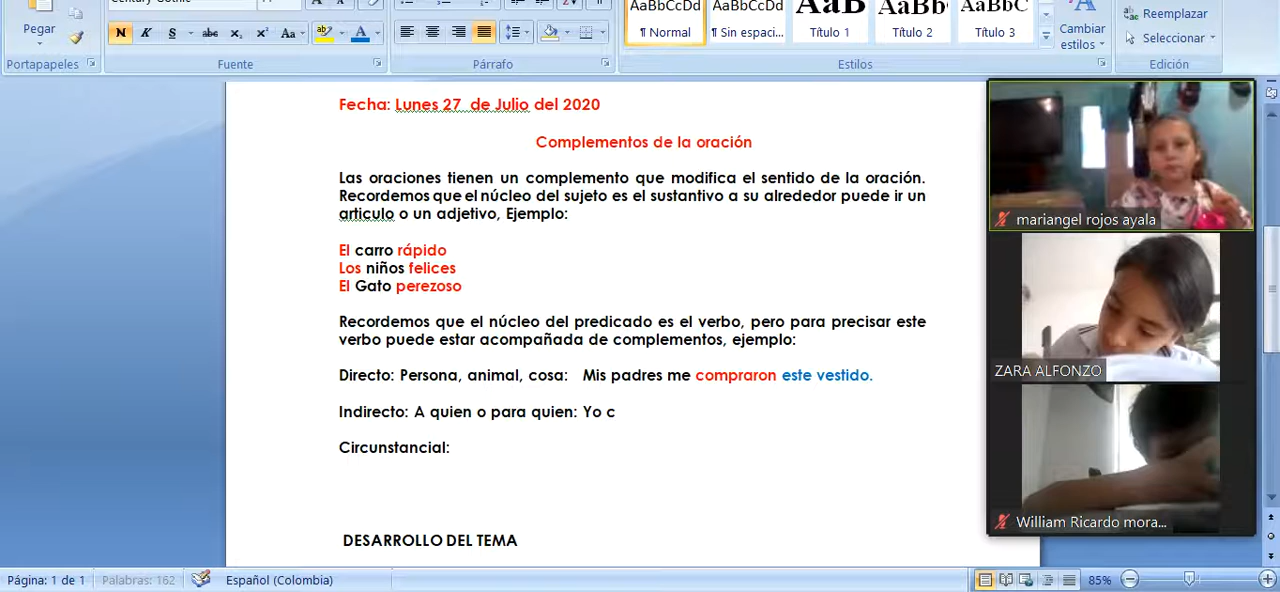 Pegar
Reemplazar
Cambiar
estilos
Seleccionar
N K S abc x₂ x² Aa
AaBbCcDd AaBbCcDd AaB AaBb AaBbC
¶ Normal ¶ Sin espaci... Título 1 Título 2 Título 3
Portapapeles Fuente Párrafo Estilos Edición
Fecha: Lunes 27 de Julio del 2020
Complementos de la oración
Las oraciones tienen un complemento que modifica el sentido de la oración.
Recordemos que el núcleo del sujeto es el sustantivo a su alrededor puede ir un
articulo o un adjetivo, Ejemplo:
El carro rápido
Los niños felices
El Gato perezoso
Recordemos que el núcleo del predicado es el verbo, pero para precisar este
verbo puede estar acompañada de complementos, ejemplo:
Directo: Persona, animal, cosa: Mis padres me compraron este vestido.
Indirecto: A quien o para quien: Yo c
Circunstancial:
DESARROLLO DEL TEMA
mariangel rojos ayala
ZARA ALFONZO
William Ricardo mora...
Página: 1 de 1 Palabras: 162 Español (Colombia) 85%